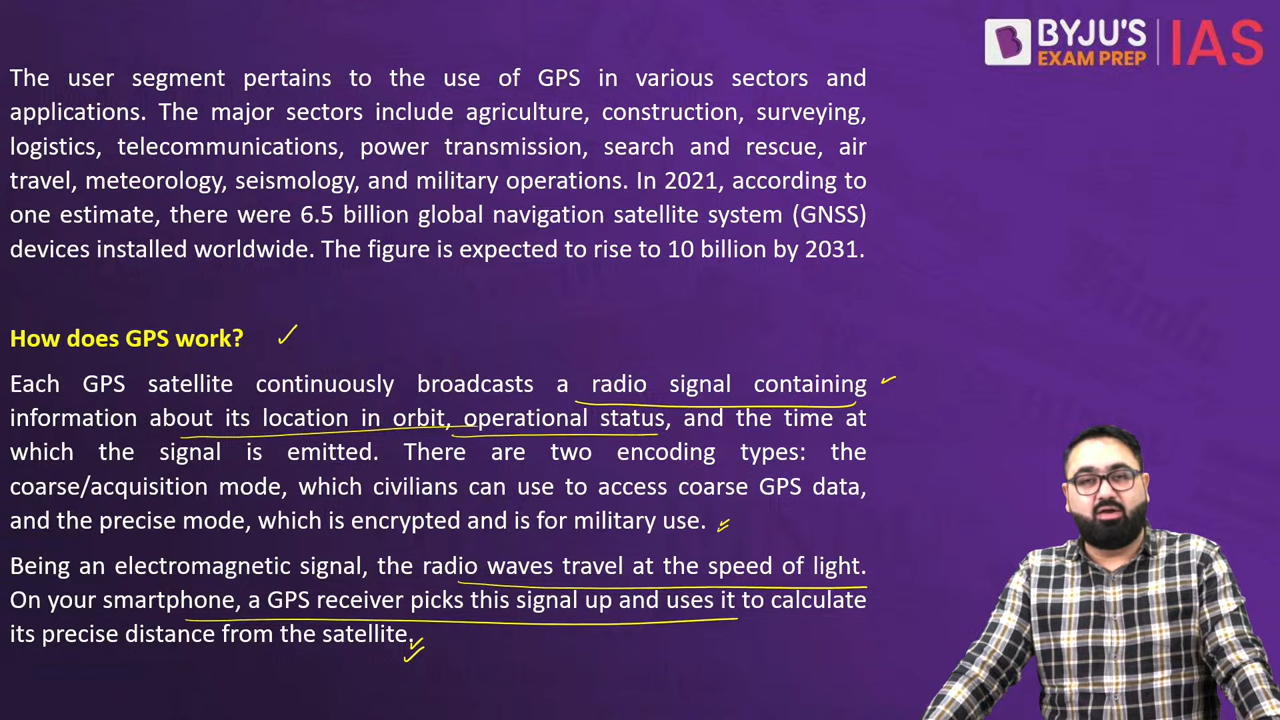 BYJU'S
EXAM PREP
IAS
The user segment pertains to the use of GPS in various sectors and
applications. The major sectors include agriculture, construction, surveying,
logistics, telecommunications, power transmission, search and rescue, air
travel, meteorology, seismology, and military operations. In 2021, according to
one estimate, there were 6.5 billion global navigation satellite system (GNSS)
devices installed worldwide. The figure is expected to rise to 10 billion by 2031.
How does GPS work?
Each GPS satellite continuously broadcasts a radio signal containing
information about its location in orbit, operational status, and the time at
which the signal is emitted. There are two encoding types: the
coarse/acquisition mode, which civilians can use to access coarse GPS data,
and the precise mode, which is encrypted and is for military use.
Being an electromagnetic signal, the radio waves travel at the speed of light.
On your smartphone, a GPS receiver picks this signal up and uses it to calculate
its precise distance from the satellite.